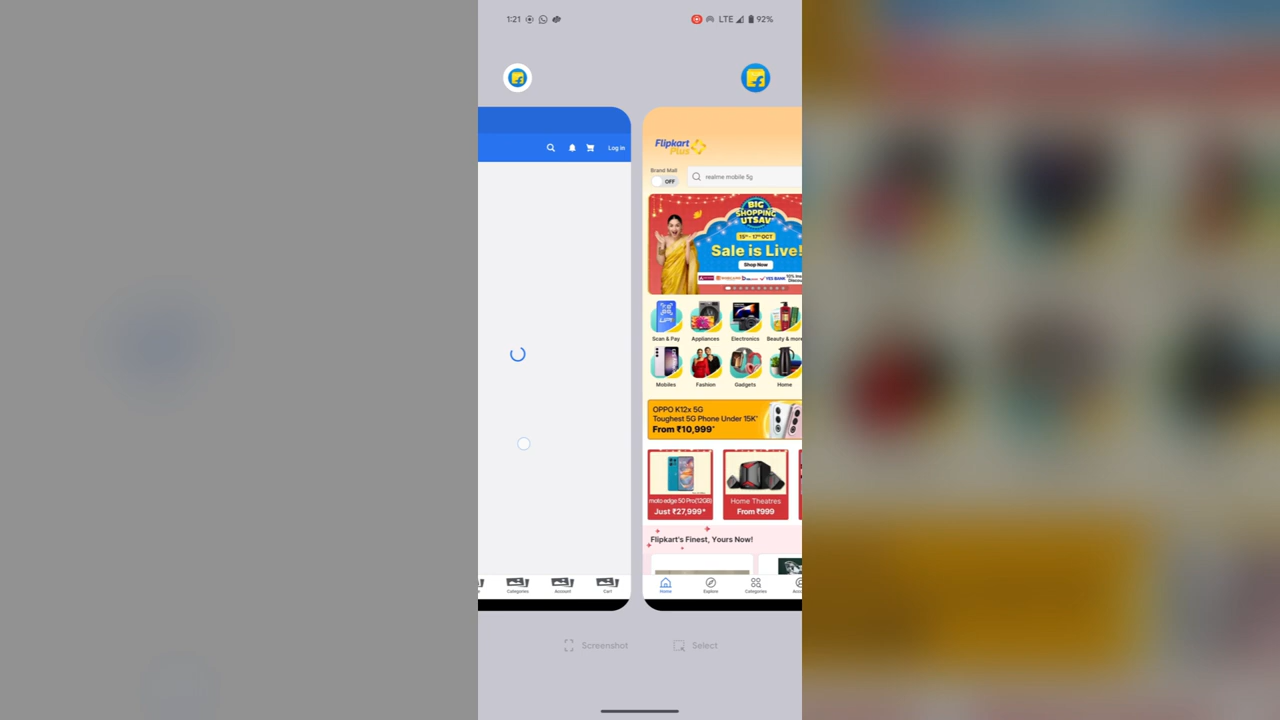 1:21
LTE 92%
Log in
Flipkart
Plus
Brand Mall
OFF
realme mobile 5g
BIG
SHOPPING
UTSAV
15th - 17th OCT
Sale is Live!
Shop Now
YES BANK
Scan & Pay
Appliances
Electronics
Beauty & more
Mobiles
Fashion
Gadgets
Home
OPPO K12x 5G
Toughest 5G Phone Under 15K*
From ₹10,999*
moto edge 50 Pro(12GB)
Just ₹27,999*
Home Theatres
From ₹999
Flipkart's Finest, Yours Now!
Categories
Account
Cart
Home
Explore
Categories
Screenshot
Select